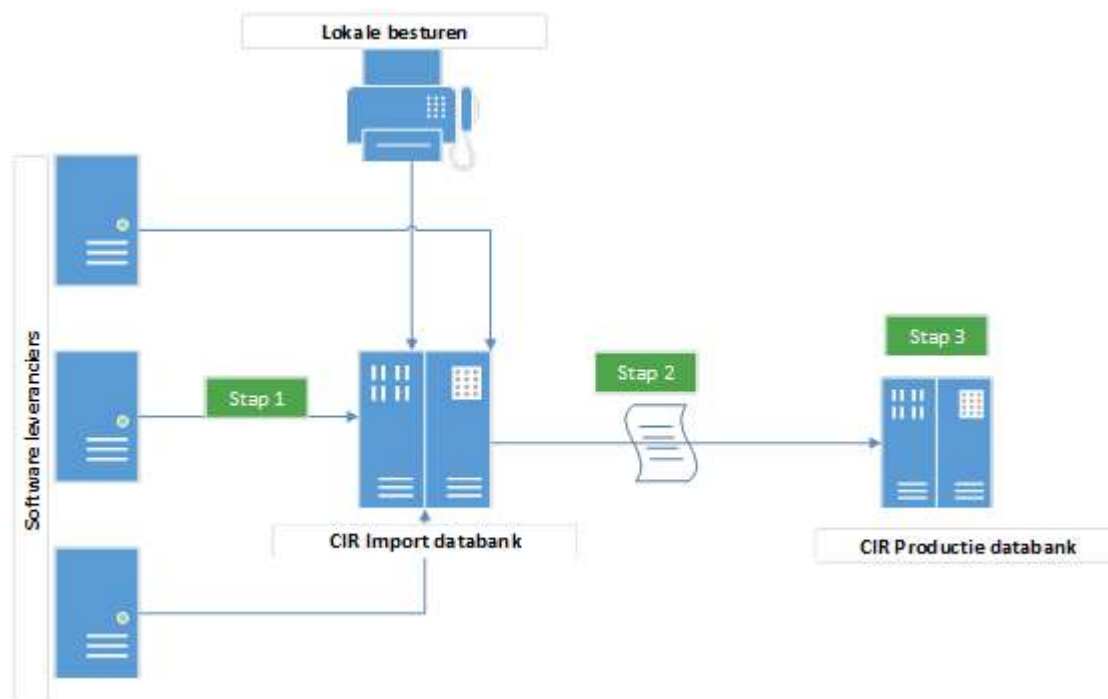 Lokale besturen
Software leveranciers
Stap 1
Stap 2
Stap 3
CIR Import databank
CIR Productie databank